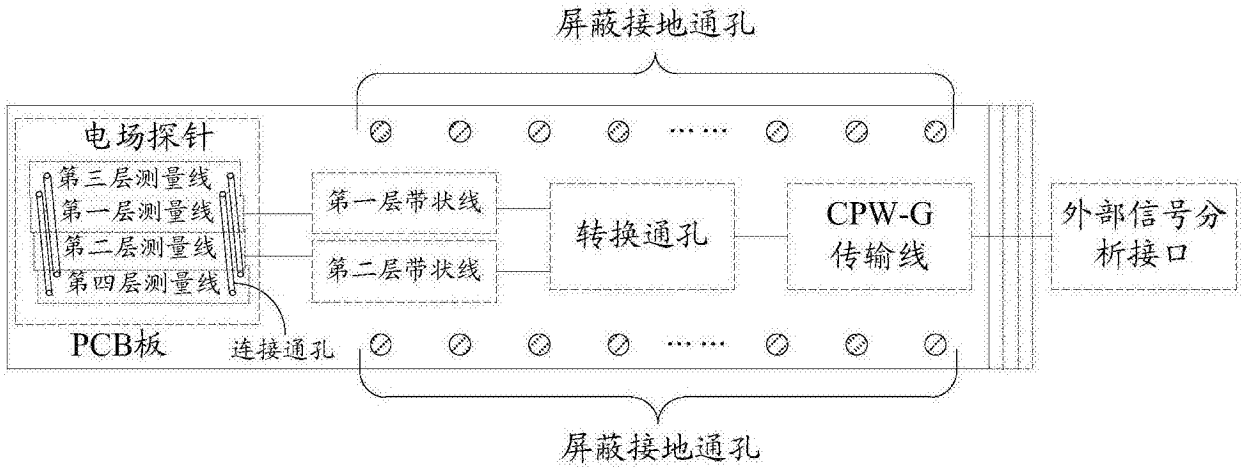 屏蔽接地通孔
电场探针
第三层测量线
第一层测量线
第二层测量线
第四层测量线
PCB板
连接通孔
第一层带状线
第二层带状线
转换通孔
CPW-G
传输线
外部信号分
析接口
…… 
……
屏蔽接地通孔